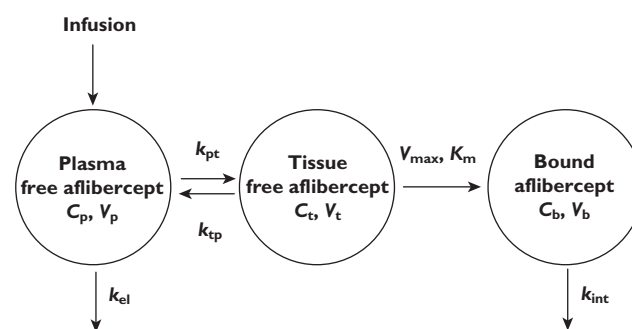 Infusion
Plasma
free aflibercept
Cp, Vp
kel
kpt
ktp
Tissue
free aflibercept
Ct, Vt
Vmax, Km
Bound
aflibercept
Cb, Vb
kint